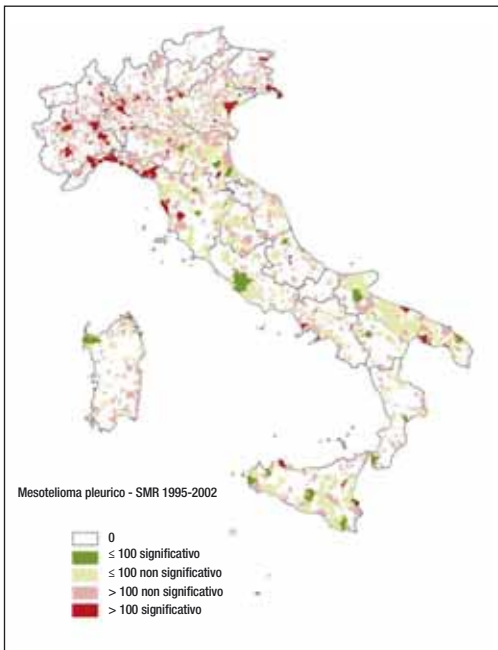 Mesotelioma pleurico - SMR 1995-2002
0
≤ 100 significativo
≤ 100 non significativo
> 100 non significativo
> 100 significativo